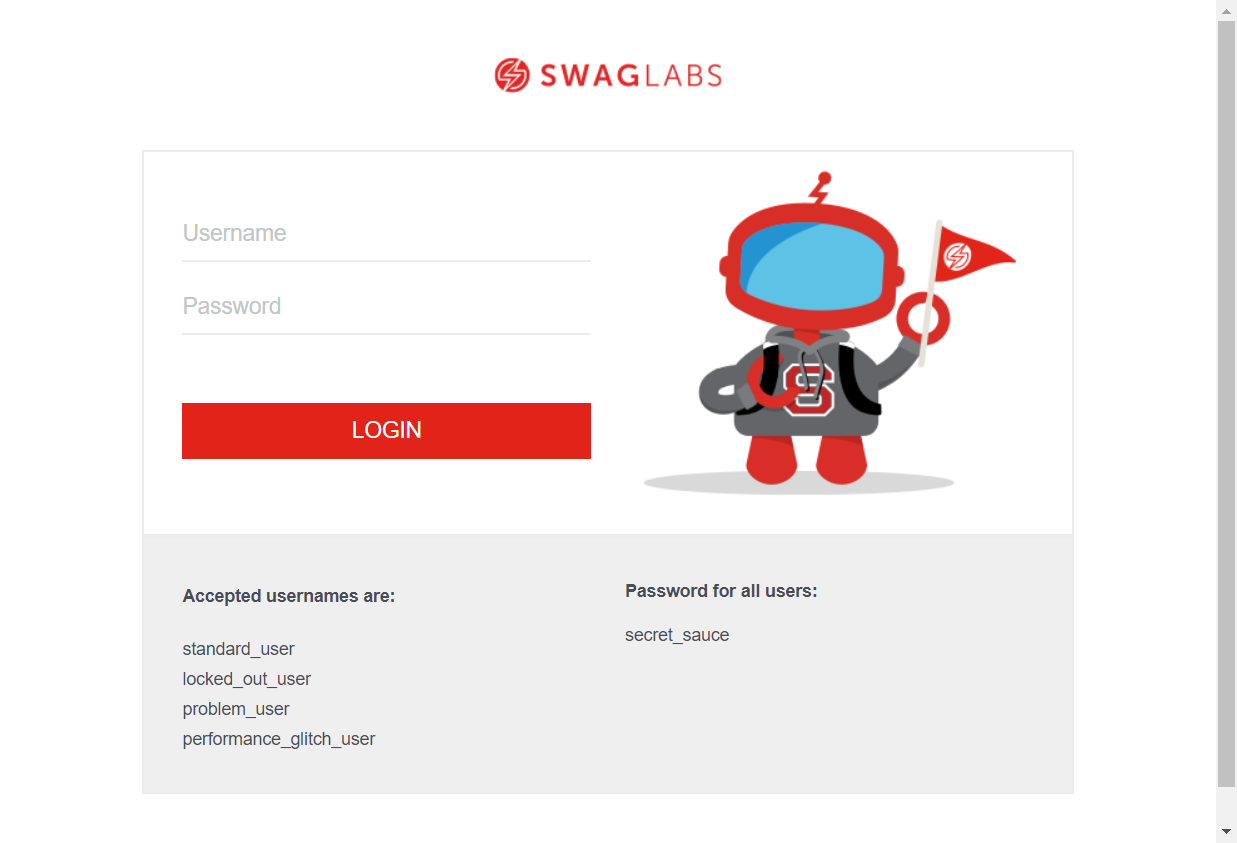 SWAGLABS
Username
Password
LOGIN
S
Accepted usernames are:
standard_user
locked_out_user
problem_user
performance_glitch_user
Password for all users:
secret_sauce